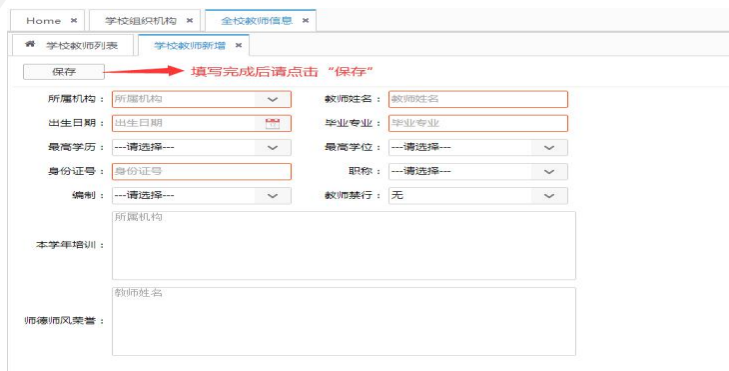 Home × 学校组织机构 × 全校教师信息 ×
学校教师列表 学校教师新增 ×
保存 填写完成后请点击“保存”
所属机构： 所属机构 教师姓名： 教师姓名
出生日期： 出生日期 毕业专业： 毕业专业
最高学历： ---请选择--- 最高学位： ---请选择---
身份证号： 身份证号 职称： ---请选择---
编制： ---请选择--- 教师禁行： 无
所属机构
本学年培训：
教师姓名
师德师风荣誉：